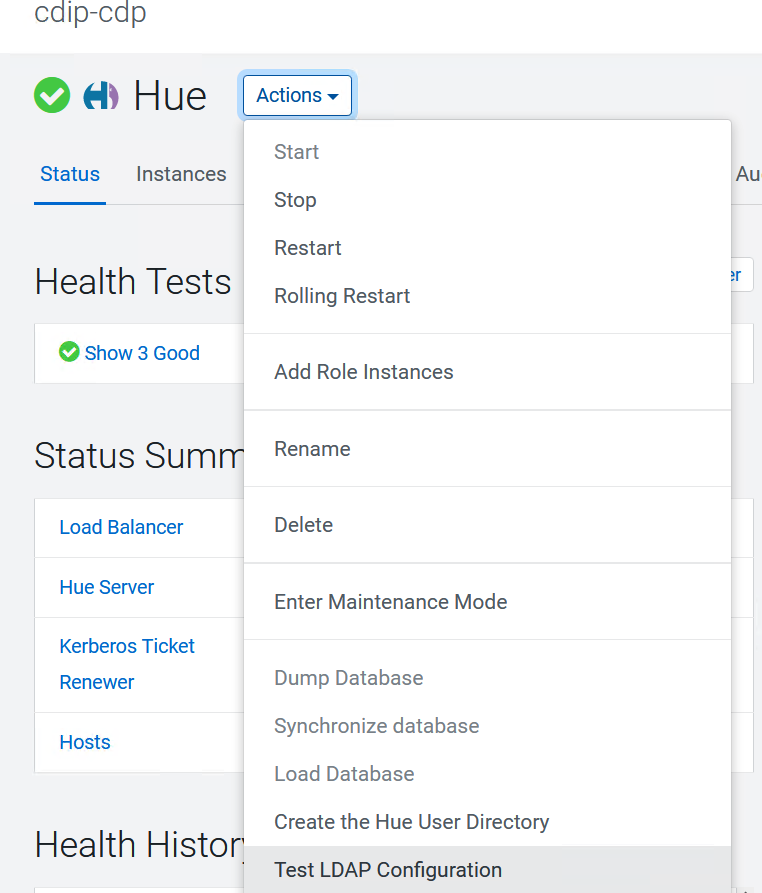 cdip-cdp
Hue
Actions
Status
Instances
Au
Start
Stop
Restart
Rolling Restart
Health Tests
er
Show 3 Good
Add Role Instances
Status Summ
Rename
Load Balancer
Delete
Hue Server
Enter Maintenance Mode
Kerberos Ticket
Renewer
Dump Database
Synchronize database
Hosts
Load Database
Create the Hue User Directory
Health History
Test LDAP Configuration